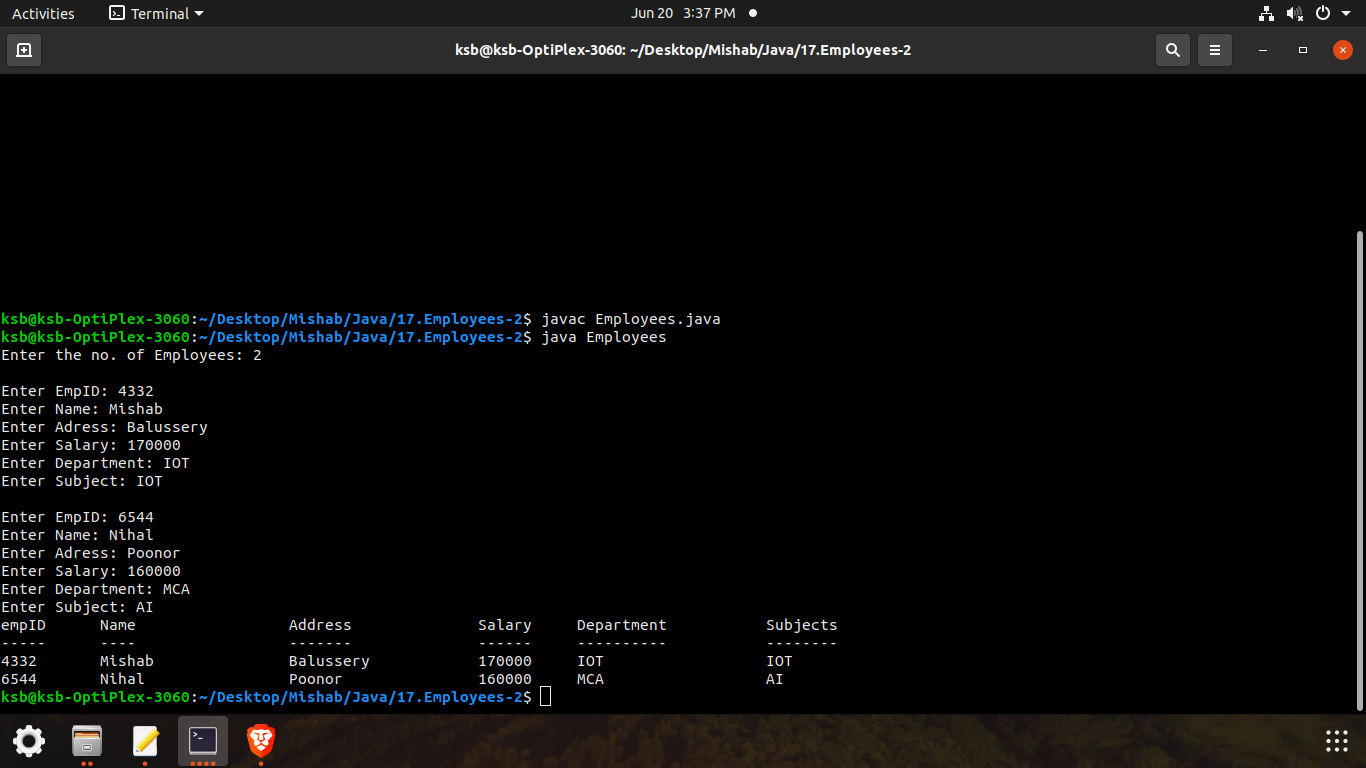 Activities Terminal Jun 20 3:37 PM
ksb@ksb-OptiPlex-3060: ~/Desktop/Mishab/Java/17.Employees-2
ksb@ksb-OptiPlex-3060:~/Desktop/Mishab/Java/17.Employees-2$ javac Employees.java
ksb@ksb-OptiPlex-3060:~/Desktop/Mishab/Java/17.Employees-2$ java Employees
Enter the no. of Employees: 2
Enter EmpID: 4332
Enter Name: Mishab
Enter Adress: Balussery
Enter Salary: 170000
Enter Department: IOT
Enter Subject: IOT
Enter EmpID: 6544
Enter Name: Nihal
Enter Adress: Poonor
Enter Salary: 160000
Enter Department: MCA
Enter Subject: AI
empID Name Address Salary Department Subjects
----- ---- ------- ------ ---------- --------
4332 Mishab Balussery 170000 IOT IOT
6544 Nihal Poonor 160000 MCA AI
ksb@ksb-OptiPlex-3060:~/Desktop/Mishab/Java/17.Employees-2$